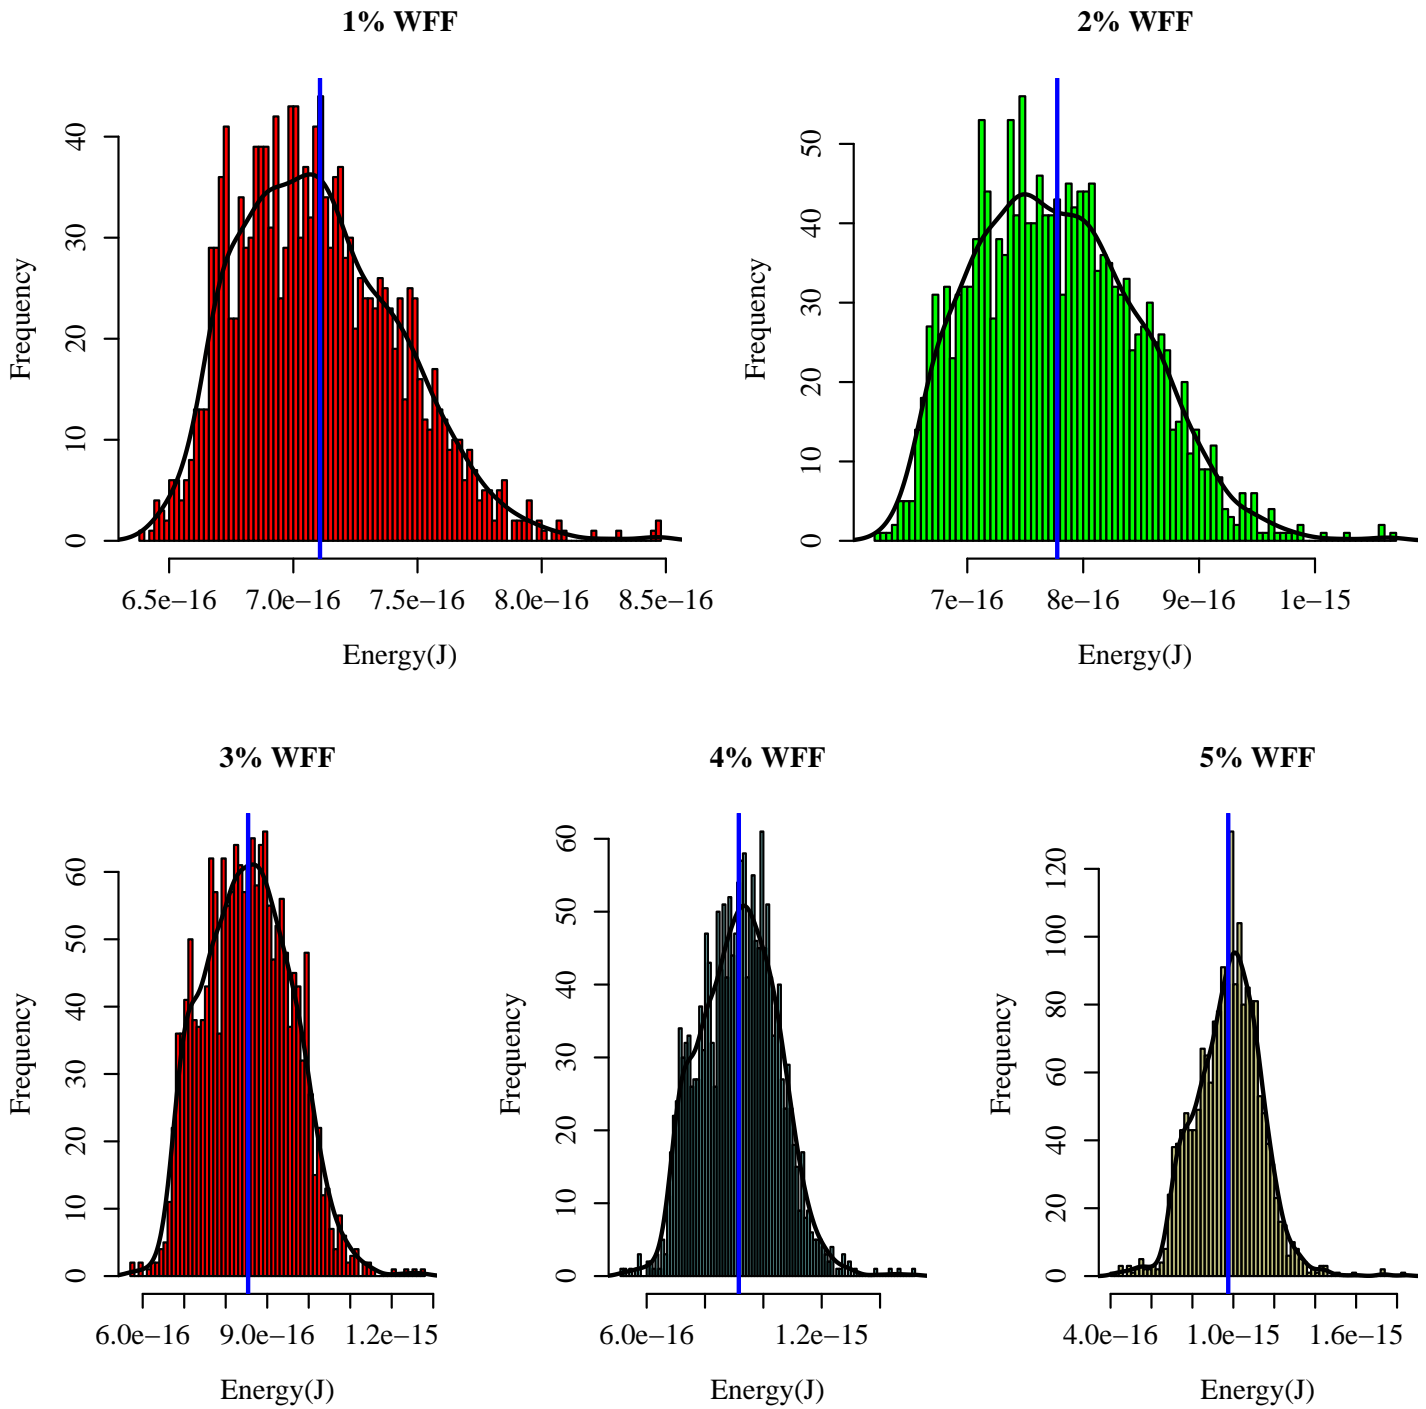 1% WFF
Frequency
0 10 20 30 40
6.5e−16 7.0e−16 7.5e−16 8.0e−16 8.5e−16
Energy(J)
2% WFF
Frequency
0 10 20 30 40 50
7e−16 8e−16 9e−16 1e−15
Energy(J)
3% WFF
Frequency
0 10 20 30 40 50 60
6.0e−16 9.0e−16 1.2e−15
Energy(J)
4% WFF
Frequency
0 10 20 30 40 50 60
6.0e−16 1.2e−15
Energy(J)
5% WFF
Frequency
0 20 40 60 80 100 120
4.0e−16 1.0e−15 1.6e−15
Energy(J)